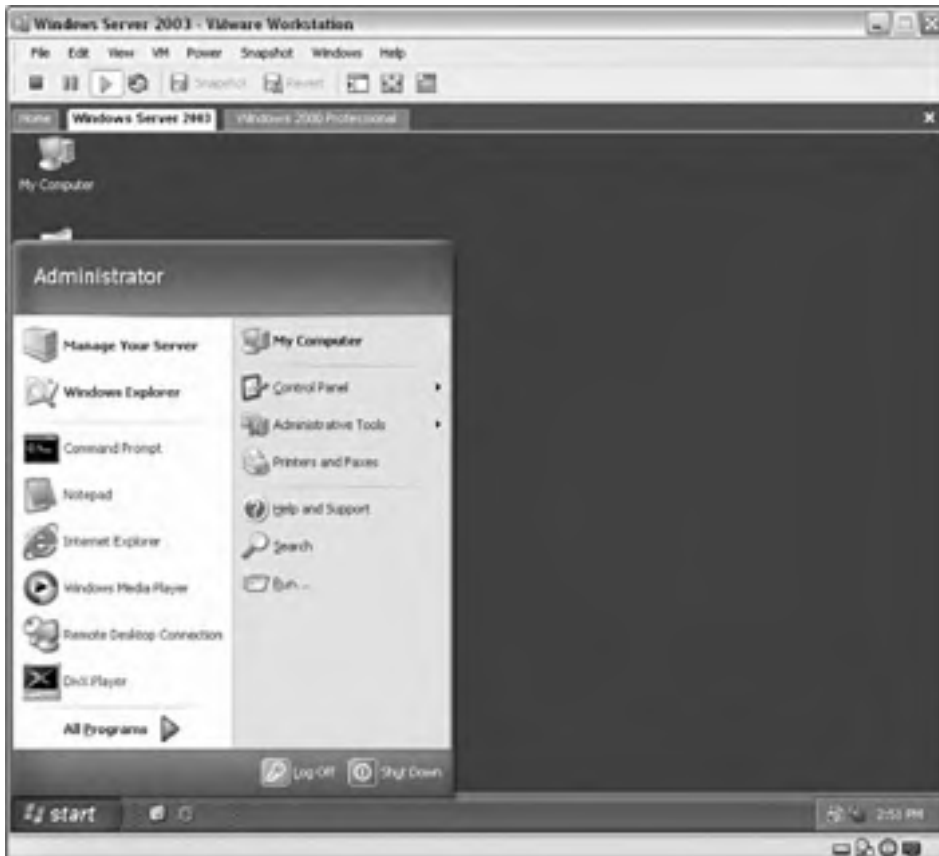 Windows Server 2003 - VMware Workstation
File Edit View VM Power Snapshot Windows Help
Snapshot Revert
Home Windows Server 2003 Windows 2000 Professional
My Computer
Administrator
Manage Your Server
Windows Explorer
Command Prompt
Notepad
Internet Explorer
Windows Media Player
Remote Desktop Connection
DivX Player
All Programs
My Computer
Control Panel
Administrative Tools
Printers and Faxes
Help and Support
Search
Run...
Log Off Shut Down
start
2:53 PM